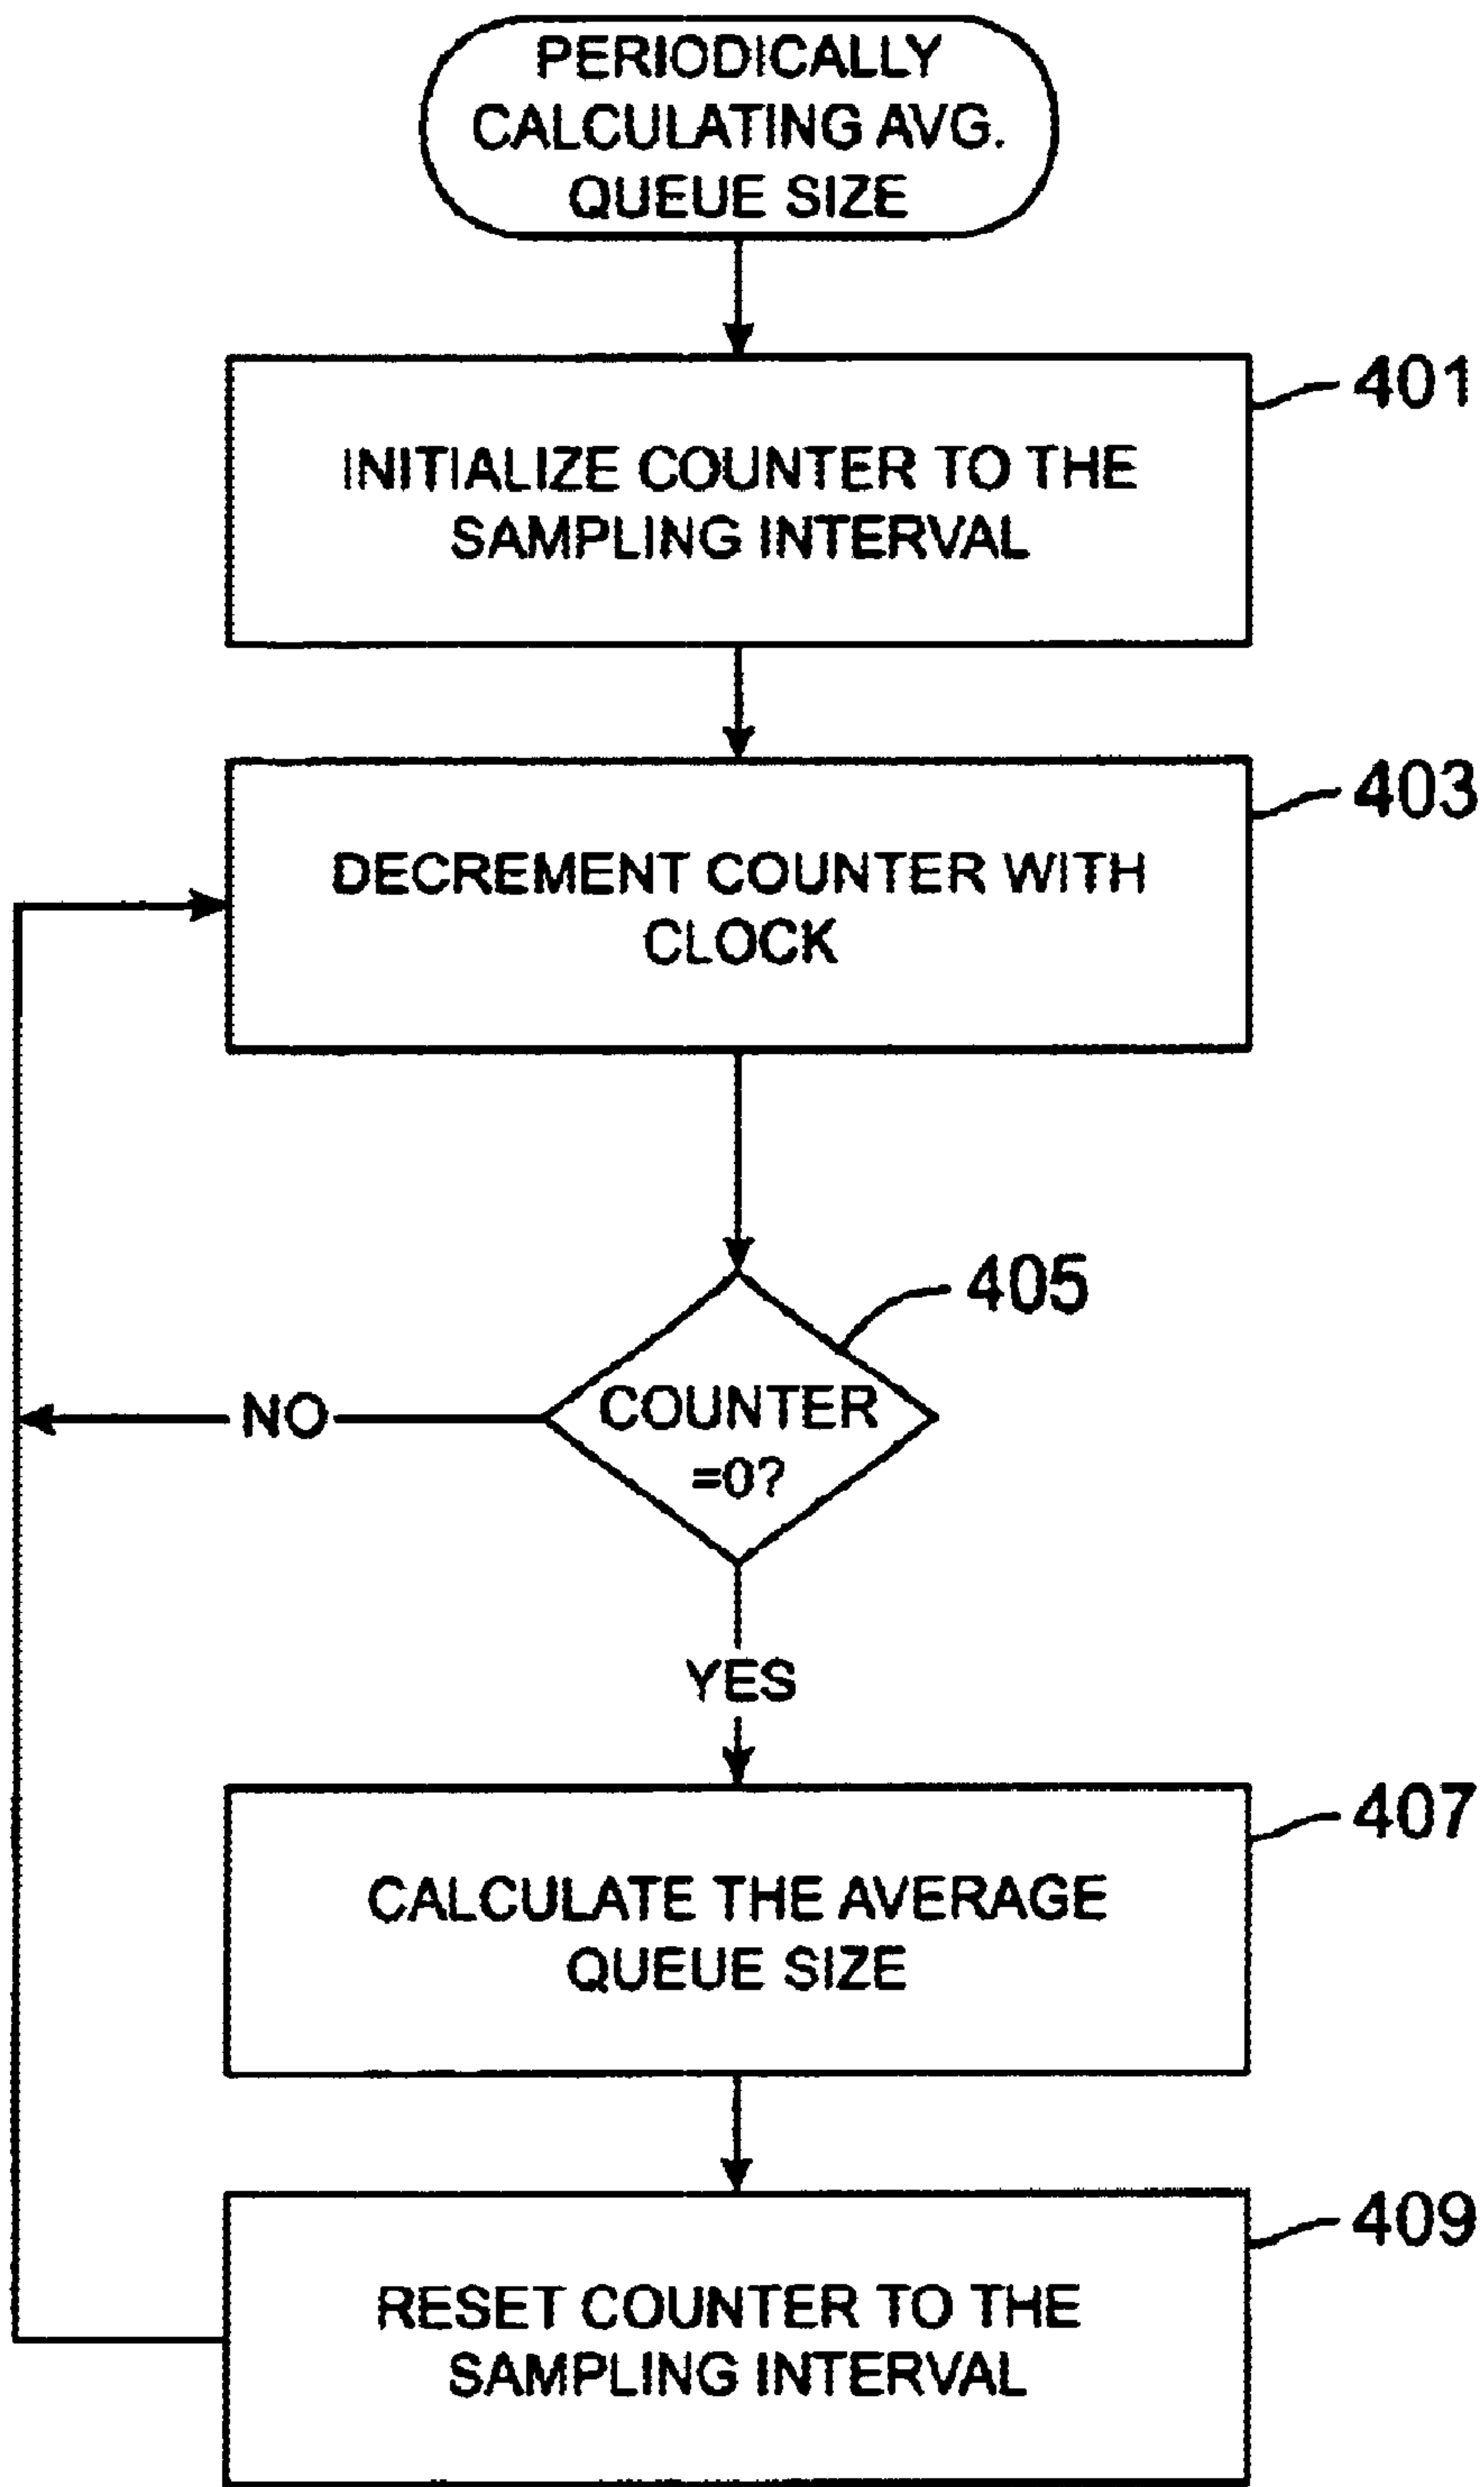 PERIODICALLY
CALCULATING AVG.
QUEUE SIZE
401
INITIALIZE COUNTER TO THE
SAMPLING INTERVAL
403
DECREMENT COUNTER WITH
CLOCK
405
COUNTER
=0?
NO
YES
407
CALCULATE THE AVERAGE
QUEUE SIZE
409
RESET COUNTER TO THE
SAMPLING INTERVAL